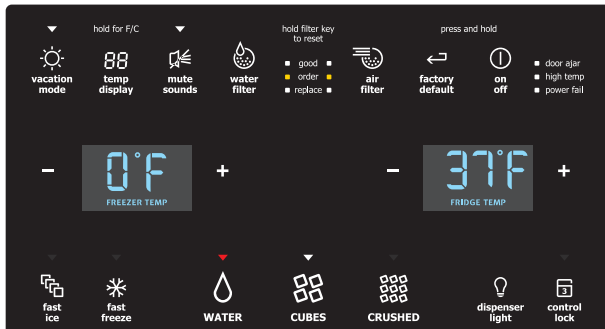 hold for F/C
hold filter key
to reset
press and hold
vacation
mode
88
temp
display
mute
sounds
water
filter
good
order
replace
air
filter
factory
default
on
off
door ajar
high temp
power fail
- 0°F +
FREEZER TEMP
- 37°F +
FRIDGE TEMP
fast
ice
fast
freeze
WATER
CUBES
CRUSHED
dispenser
light
3
control
lock